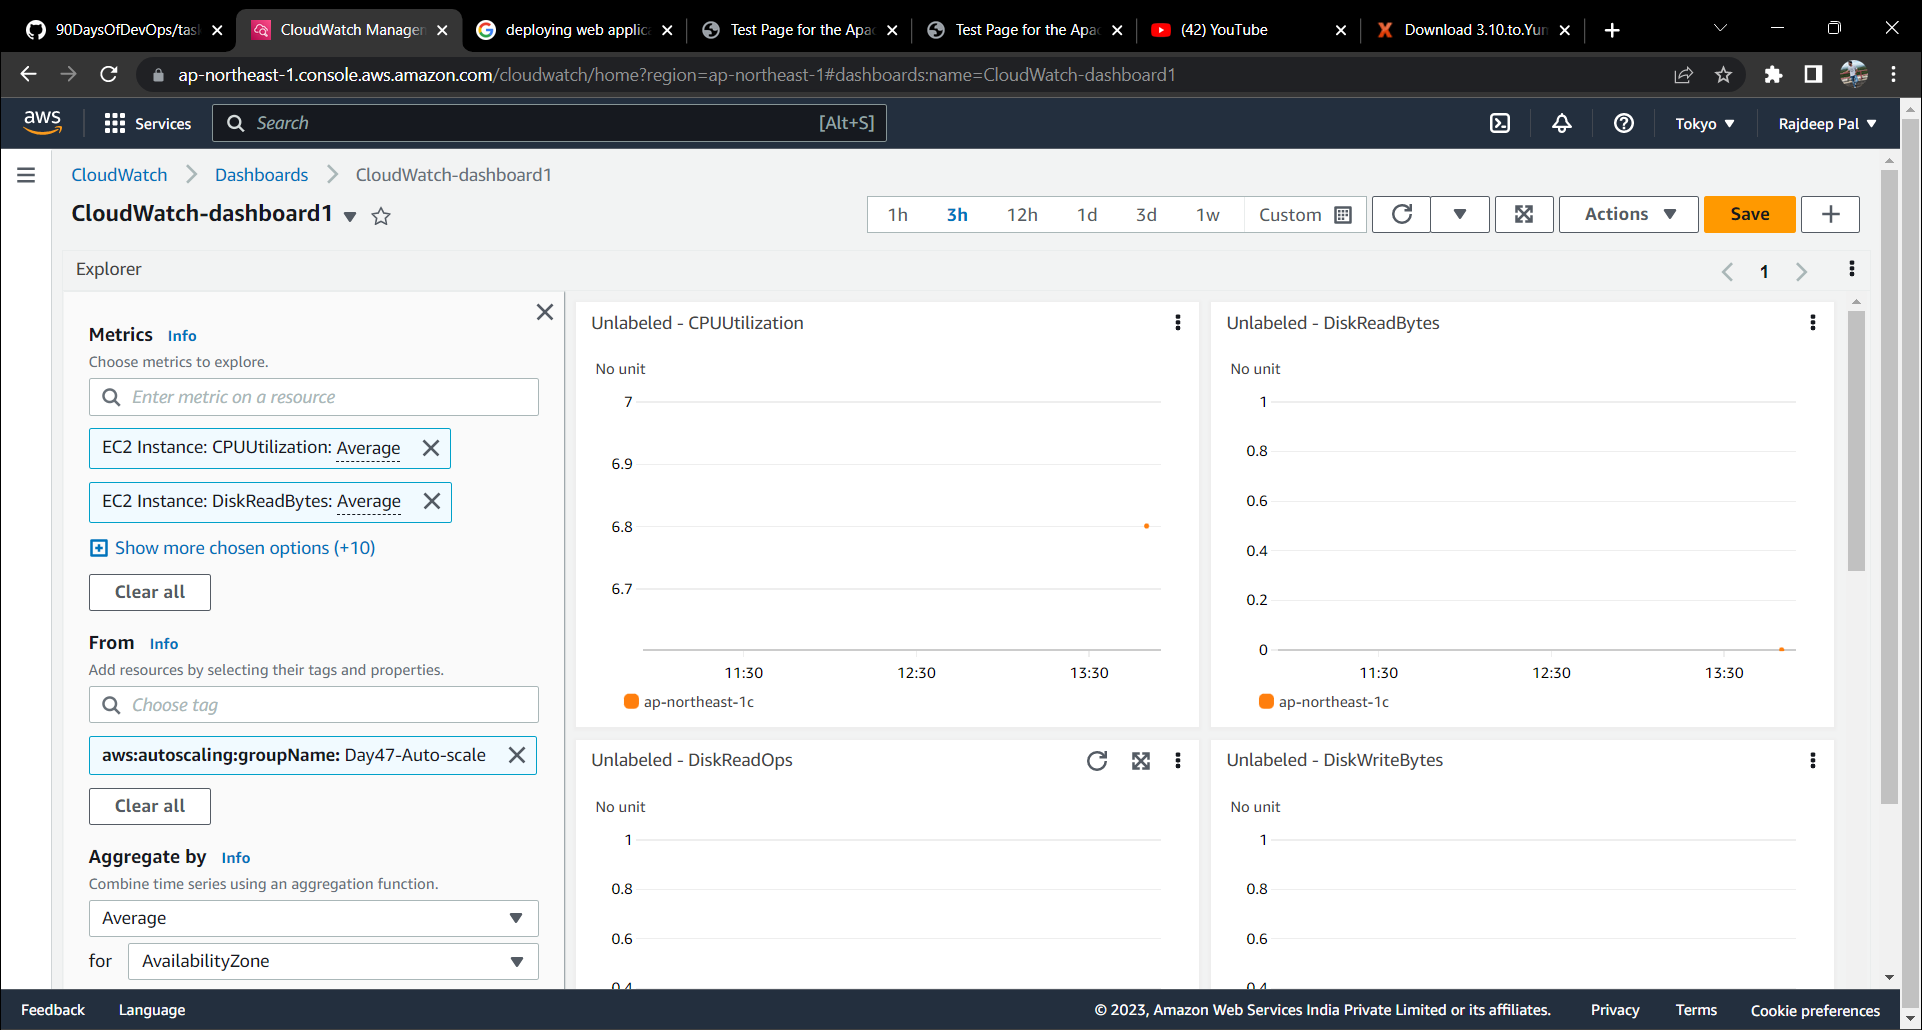 90DaysOfDevOps/tas
CloudWatch Manager
deploying web applica
Test Page for the Apac
Test Page for the Apac
(42) YouTube
Download 3.10.to.Yum
ap-northeast-1.console.aws.amazon.com/cloudwatch/home?region=ap-northeast-1#dashboards:name=CloudWatch-dashboard1
aws
Services
Search
[Alt+S]
Tokyo
Rajdeep Pal
CloudWatch
Dashboards
CloudWatch-dashboard1
CloudWatch-dashboard1
1h 3h 12h 1d 3d 1w Custom
Actions
Save
Explorer
1
Metrics Info
Choose metrics to explore.
Enter metric on a resource
EC2 Instance: CPUUtilization: Average
EC2 Instance: DiskReadBytes: Average
Show more chosen options (+10)
Clear all
From Info
Add resources by selecting their tags and properties.
Choose tag
aws:autoscaling:groupName: Day47-Auto-scale
Clear all
Aggregate by Info
Combine time series using an aggregation function.
Average
for AvailabilityZone
Unlabeled - CPUUtilization
No unit
7
6.9
6.8
6.7
11:30 12:30 13:30
ap-northeast-1c
Unlabeled - DiskReadBytes
No unit
1
0.8
0.6
0.4
0.2
0
11:30 12:30 13:30
ap-northeast-1c
Unlabeled - DiskReadOps
No unit
1
0.8
0.6
0.4
Unlabeled - DiskWriteBytes
No unit
1
0.8
0.6
0.4
Feedback
Language
© 2023, Amazon Web Services India Private Limited or its affiliates.
Privacy
Terms
Cookie preferences